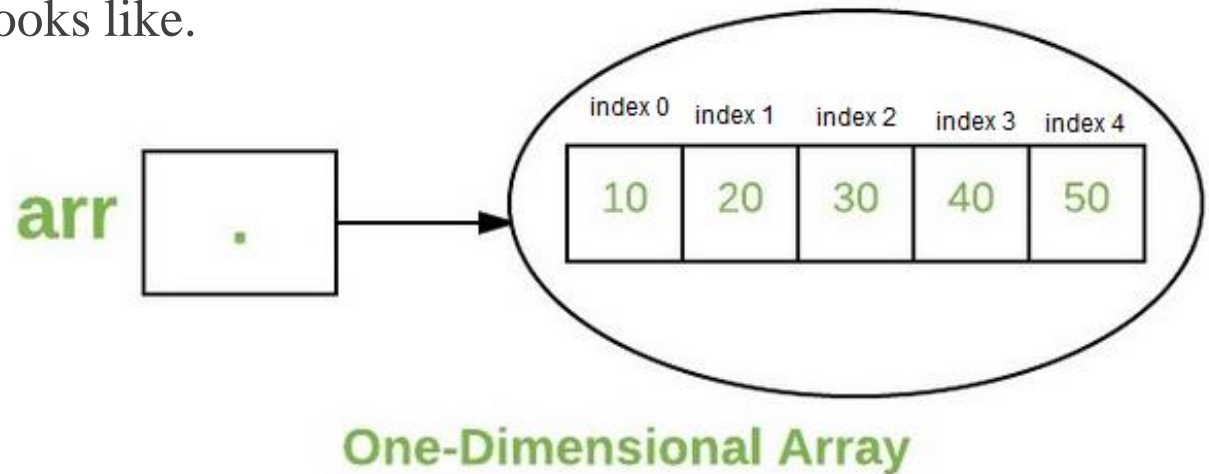 ooks like.
index 0 index 1 index 2 index 3 index 4
arr . 10 20 30 40 50
One-Dimensional Array